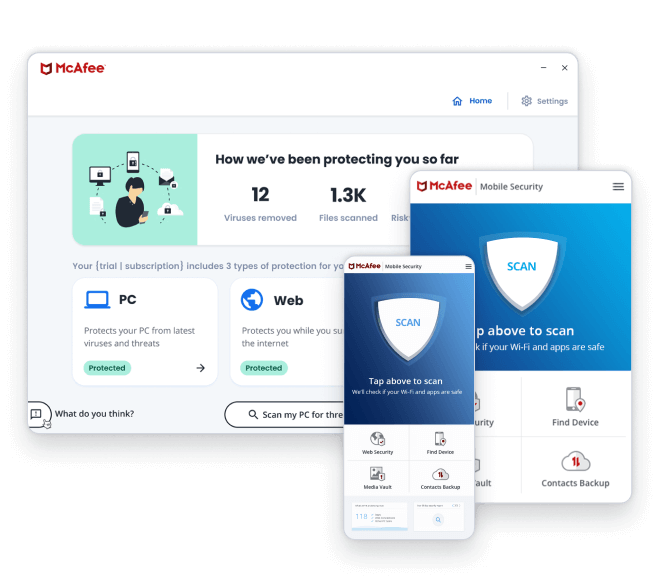 McAfee
Home
Settings
How we've been protecting you so far
12
1.3K
Viruses removed
Files scanned
Risk
Your {trial | subscription} includes 3 types of protection for yo
PC
Protects your PC from latest
viruses and threats
Protected
Web
Protects you while you su
the internet
Protected
What do you think?
Scan my PC for thre
McAfee
Mobile Security
SCAN
p above to scan
ck if your Wi-Fi and apps are safe
urity
Find Device
ault
Contacts Backup
McAfee
Mobile Security
SCAN
Tap above to scan
We'll check if your Wi-Fi and apps are safe
Web Security
Find Device
Media Vault
Contacts Backup
118